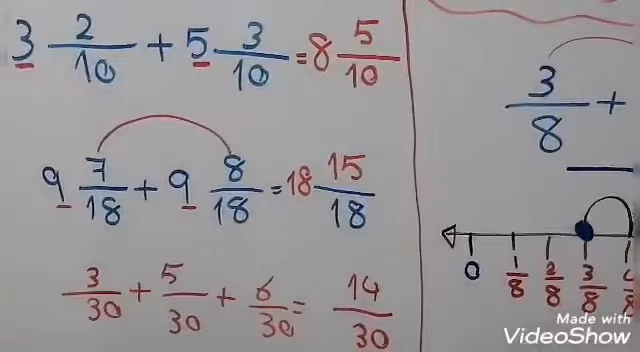 3 2/10 + 5 3/10 = 8 5/10
9 7/18 + 9 8/18 = 18 15/18
3/30 + 5/30 + 6/30 = 14/30
3/8 +
0 1/8 2/8 3/8
Made with
VideoShow